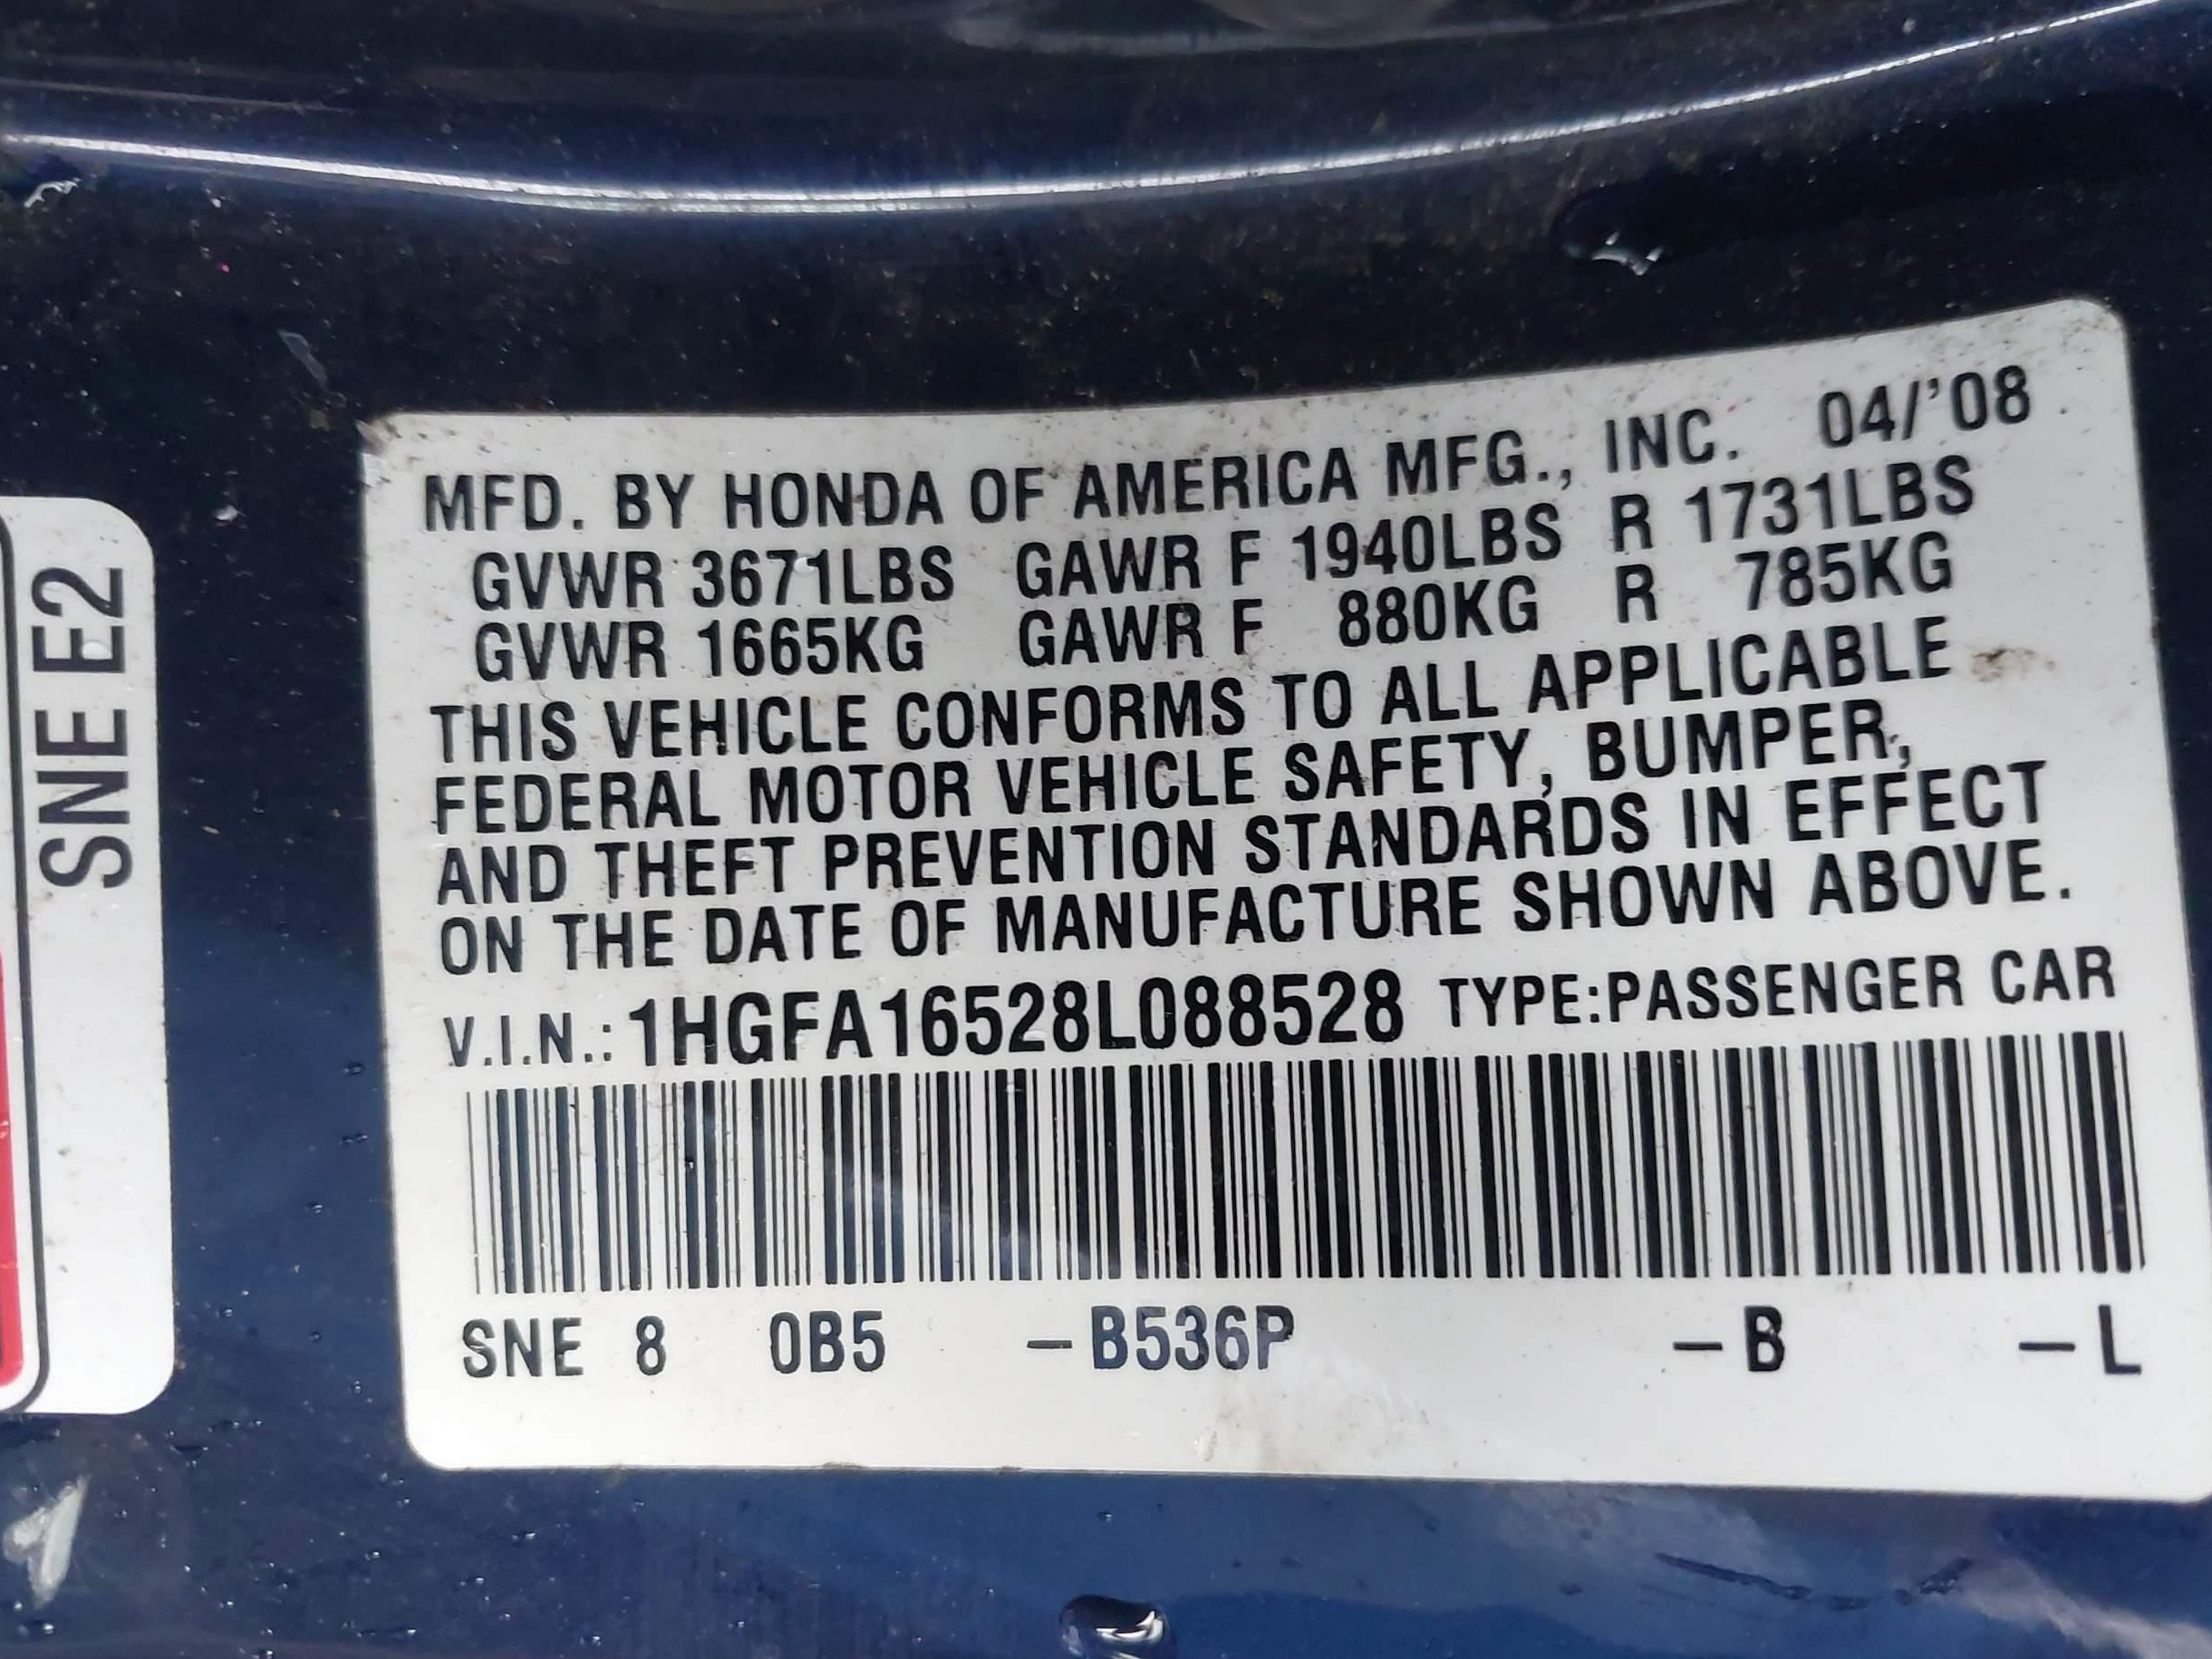 SNE E2
MFD. BY HONDA OF AMERICA MFG., INC. 04/'08
GVWR 3671LBS GAWR F 1940LBS R 1731LBS
GVWR 1665KG GAWR F 880KG R 785KG
THIS VEHICLE CONFORMS TO ALL APPLICABLE
FEDERAL MOTOR VEHICLE SAFETY, BUMPER,
AND THEFT PREVENTION STANDARDS IN EFFECT
ON THE DATE OF MANUFACTURE SHOWN ABOVE.
V.I.N.: 1HGFA16528L088528 TYPE:PASSENGER CAR
SNE 8 0B5 -B536P -B -L